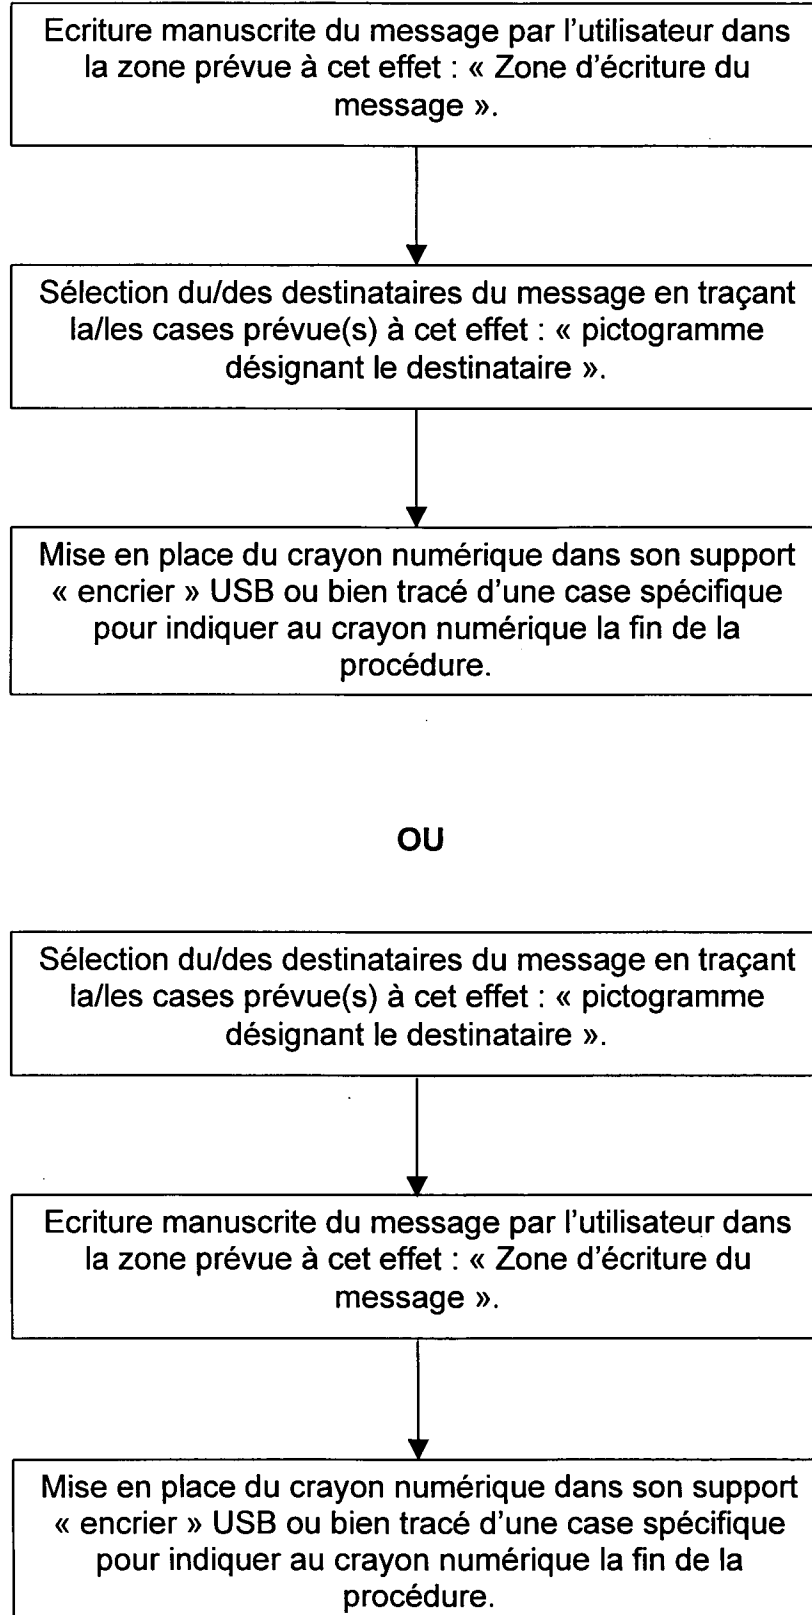 Ecriture manuscrite du message par l'utilisateur dans
la zone prévue à cet effet : « Zone d'écriture du
message ».
Sélection du/des destinataires du message en traçant
la/les cases prévue(s) à cet effet : « pictogramme
désignant le destinataire ».
Mise en place du crayon numérique dans son support
« encrier » USB ou bien tracé d'une case spécifique
pour indiquer au crayon numérique la fin de la
procédure.
OU
Sélection du/des destinataires du message en traçant
la/les cases prévue(s) à cet effet : « pictogramme
désignant le destinataire ».
Ecriture manuscrite du message par l'utilisateur dans
la zone prévue à cet effet : « Zone d'écriture du
message ».
Mise en place du crayon numérique dans son support
« encrier » USB ou bien tracé d'une case spécifique
pour indiquer au crayon numérique la fin de la
procédure.